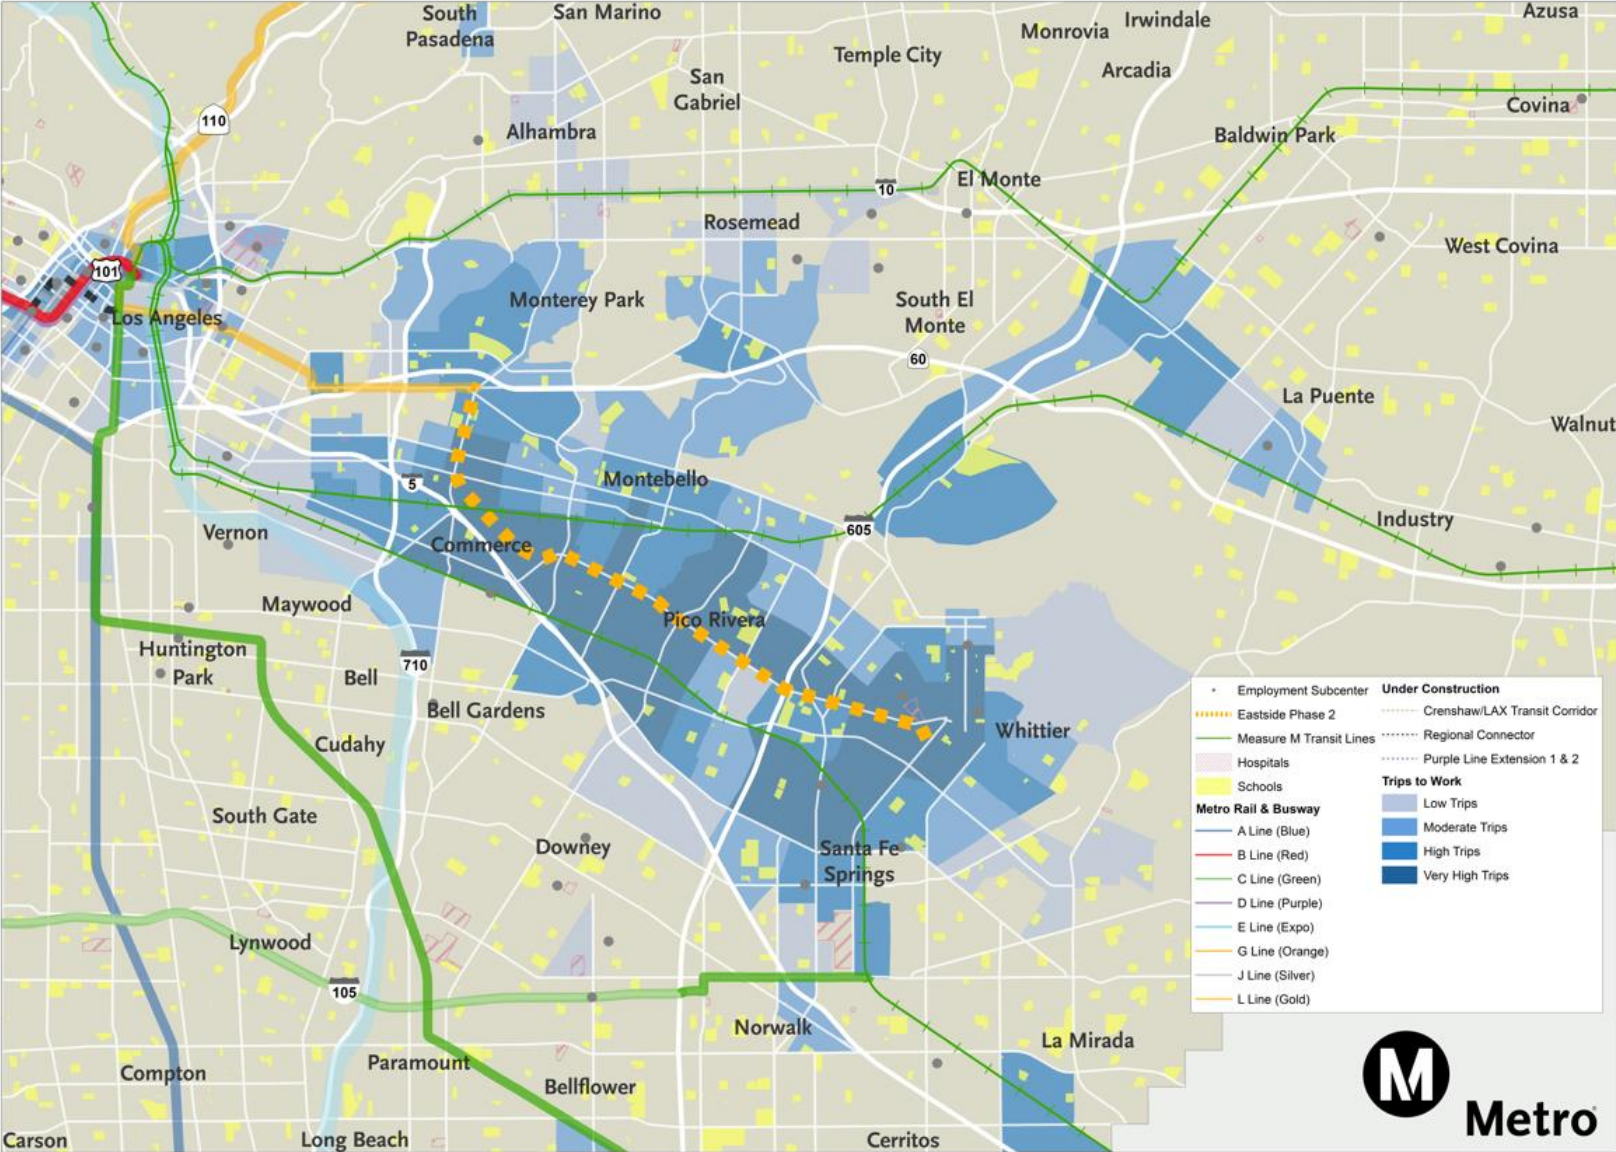 South
Pasadena
San Marino
Azusa
Irwindale
Monrovia
Temple City
Arcadia
San
Gabriel
Covina
110
Alhambra
Baldwin Park
10
El Monte
Rosemead
West Covina
101
Monterey Park
South El
Monte
Los Angeles
60
La Puente
Walnut
Montebello
5
Industry
605
Vernon
Commerce
Maywood
Pico Rivera
Huntington
Park
710
Bell
Bell Gardens
Whittier
Cudahy
South Gate
Downey
Santa Fe
Springs
Lynwood
105
Norwalk
La Mirada
Paramount
Compton
Bellflower
Carson
Long Beach
Cerritos
Employment Subcenter
Eastside Phase 2
Measure M Transit Lines
Hospitals
Schools
Metro Rail & Busway
A Line (Blue)
B Line (Red)
C Line (Green)
D Line (Purple)
E Line (Expo)
G Line (Orange)
J Line (Silver)
L Line (Gold)
Under Construction
Crenshaw/LAX Transit Corridor
Regional Connector
Purple Line Extension 1 & 2
Trips to Work
Low Trips
Moderate Trips
High Trips
Very High Trips
M
Metro